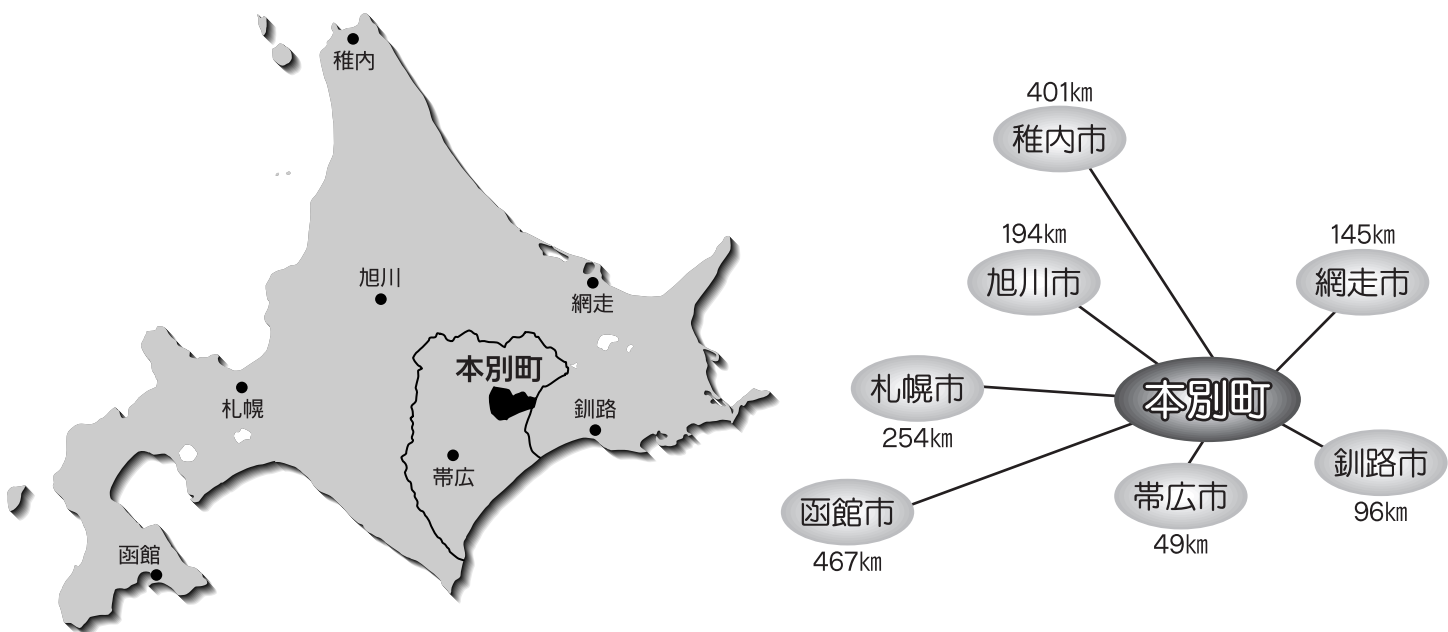 稚内
旭川
網走
本別町
札幌
釧路
帯広
函館
401㎞
稚内市
194㎞
旭川市
145㎞
網走市
札幌市
254㎞
本別町
函館市
467㎞
帯広市
49㎞
釧路市
96㎞